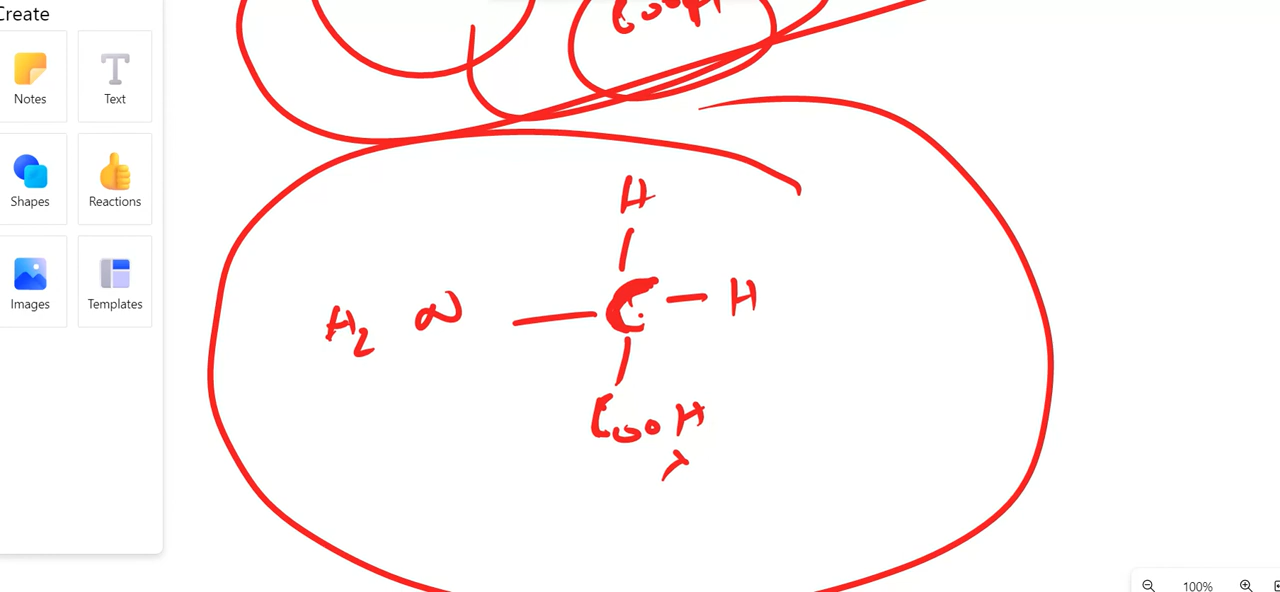 Create
Notes
Text
Shapes
Reactions
Images
Templates
H
H2 N — C — H
COOH
100%